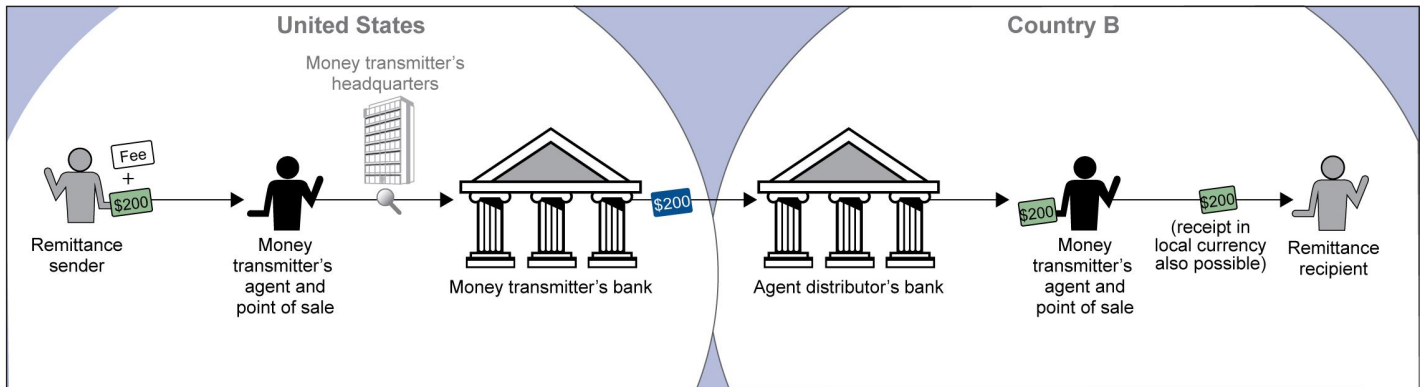 United States
Country B
Money transmitter's
headquarters
Fee
+
$200
Remittance
sender
Money
transmitter's
agent and
point of sale
Money transmitter's bank
$200
Agent distributor's bank
$200
Money
transmitter's
agent and
point of sale
$200
(receipt in
local currency
also possible)
Remittance
recipient